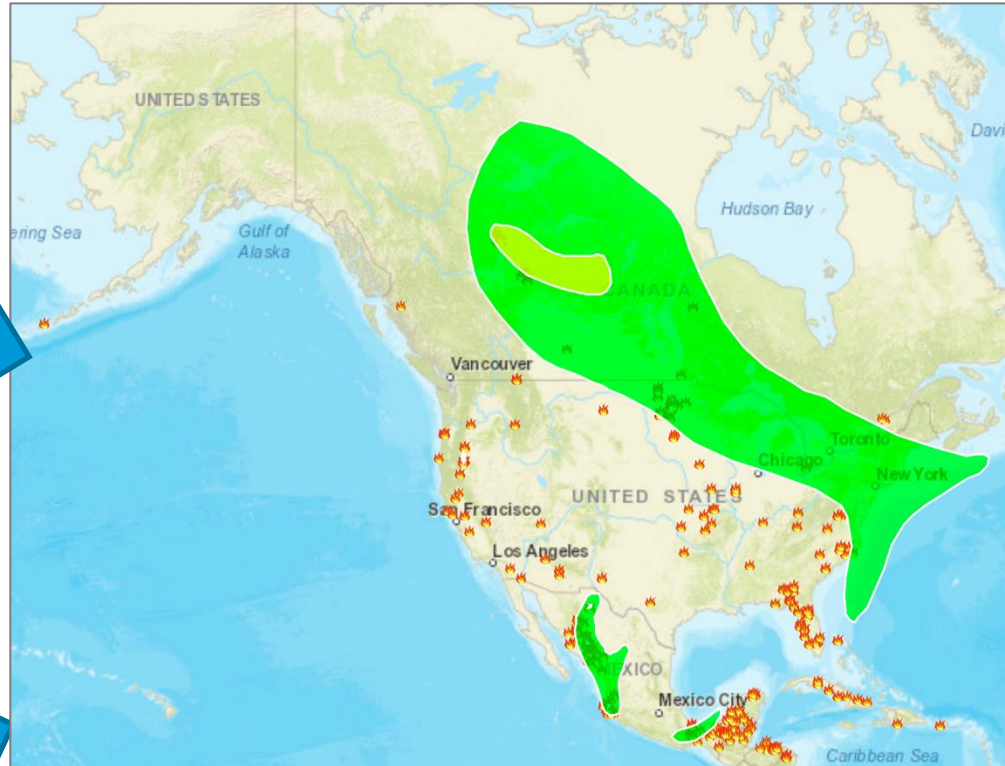 UNITED STATES
Davi
Hudson Bay
ering Sea
Gulf of
Alaska
CANADA
Vancouver
Toronto
Chicago
New York
UNITED STATES
San Francisco
Los Angeles
MEXICO
Mexico City
Caribbean Sea